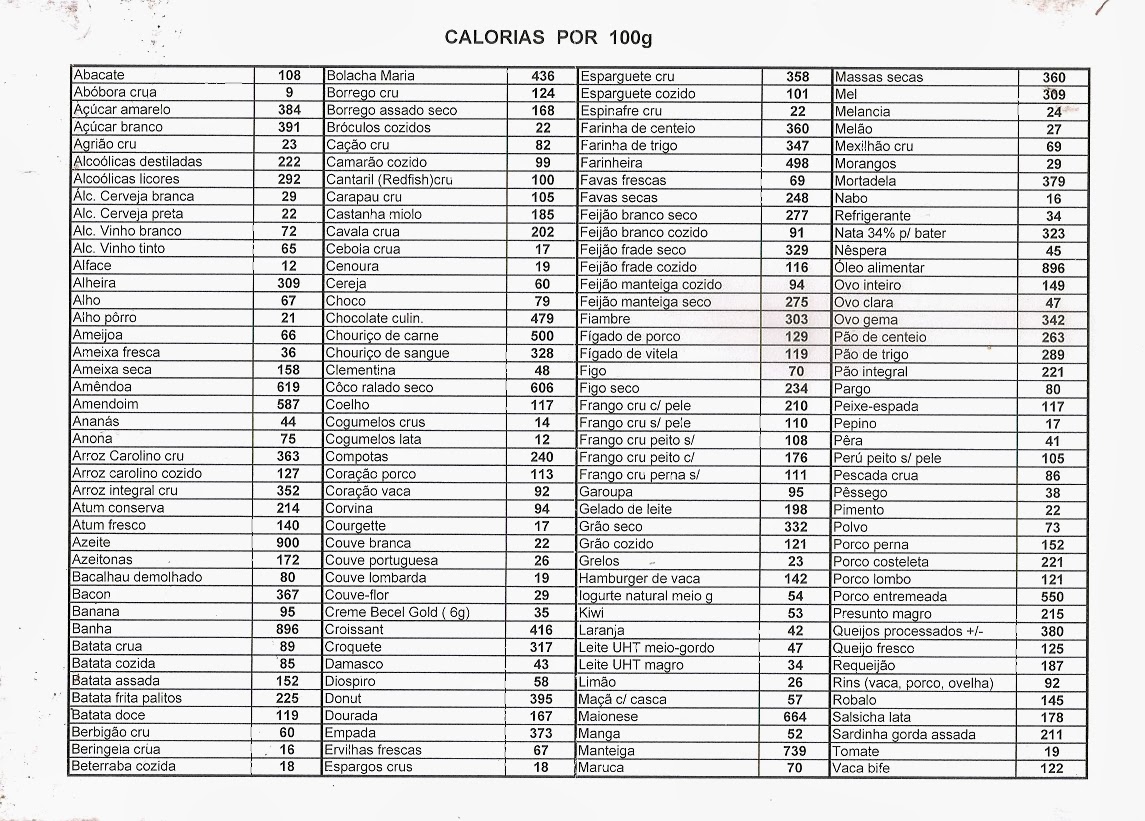 CALORIAS POR 100g
Abacate 108 Bolacha Maria 436 Esparguete cru 358 Massas secas 360
Abóbora crua 9 Borrego cru 124 Esparguete cozido 101 Mel 309
Açúcar amarelo 384 Borrego assado seco 168 Espinafre cru 22 Melancia 24
Açúcar branco 391 Bróculos cozidos 22 Farinha de centeio 360 Melão 27
Agrião cru 23 Cação cru 82 Farinha de trigo 347 Mexilhão cru 69
Alcoólicas destiladas 222 Camarão cozido 99 Farinheira 498 Morangos 29
Alcoólicas licores 292 Cantaril (Redfish)cru 100 Favas frescas 69 Mortadela 379
Álc. Cerveja branca 29 Carapau cru 105 Favas secas 248 Nabo 16
Alc. Cerveja preta 22 Castanha miolo 185 Feijão branco seco 277 Refrigerante 34
Alc. Vinho branco 72 Cavala crua 202 Feijão branco cozido 91 Nata 34% p/ bater 323
Alc. Vinho tinto 65 Cebola crua 17 Feijão frade seco 329 Nêspera 45
Alface 12 Cenoura 19 Feijão frade cozido 116 Óleo alimentar 896
Alheira 309 Cereja 60 Feijão manteiga cozido 94 Ovo inteiro 149
Alho 67 Choco 79 Feijão manteiga seco 275 Ovo clara 47
Alho pôrro 21 Chocolate culin. 479 Fiambre 303 Ovo gema 342
Ameijoa 66 Chouriço de carne 500 Fígado de porco 129 Pão de centeio 263
Ameixa fresca 36 Chouriço de sangue 328 Fígado de vitela 119 Pão de trigo 289
Ameixa seca 158 Clementina 48 Figo 70 Pão integral 221
Amêndoa 619 Côco ralado seco 606 Figo seco 234 Pargo 80
Amendoim 587 Coelho 117 Frango cru c/ pele 210 Peixe-espada 117
Ananás 44 Cogumelos crus 14 Frango cru s/ pele 110 Pepino 17
Anona 75 Cogumelos lata 12 Frango cru peito s/ 108 Pêra 41
Arroz Carolino cru 363 Compotas 240 Frango cru peito c/ 176 Perú peito s/ pele 105
Arroz carolino cozido 127 Coração porco 113 Frango cru perna s/ 111 Pescada crua 86
Arroz integral cru 352 Coração vaca 92 Garoupa 95 Pêssego 38
Atum conserva 214 Corvina 94 Gelado de leite 198 Pimento 22
Atum fresco 140 Courgette 17 Grão seco 332 Polvo 73
Azeite 900 Couve branca 22 Grão cozido 121 Porco perna 152
Azeitonas 172 Couve portuguesa 26 Grelos 23 Porco costeleta 221
Bacalhau demolhado 80 Couve lombarda 19 Hamburger de vaca 142 Porco lombo 121
Bacon 367 Couve-flor 29 Iogurte natural meio g 54 Porco entremeada 550
Banana 95 Creme Becel Gold ( 6g) 35 Kiwi 53 Presunto magro 215
Banha 896 Croissant 416 Laranja 42 Queijos processados +/- 380
Batata crua 89 Croquete 317 Leite UHT meio-gordo 47 Queijo fresco 125
Batata cozida 85 Damasco 43 Leite UHT magro 34 Requeijão 187
Batata assada 152 Diospiro 58 Limão 26 Rins (vaca, porco, ovelha) 92
Batata frita palitos 225 Donut 395 Maçã c/ casca 57 Robalo 145
Batata doce 119 Dourada 167 Maionese 664 Salsicha lata 178
Berbigão cru 60 Empada 373 Manga 52 Sardinha gorda assada 211
Beringela crua 16 Ervilhas frescas 67 Manteiga 739 Tomate 19
Beterraba cozida 18 Espargos crus 18 Maruca 70 Vaca bife 122